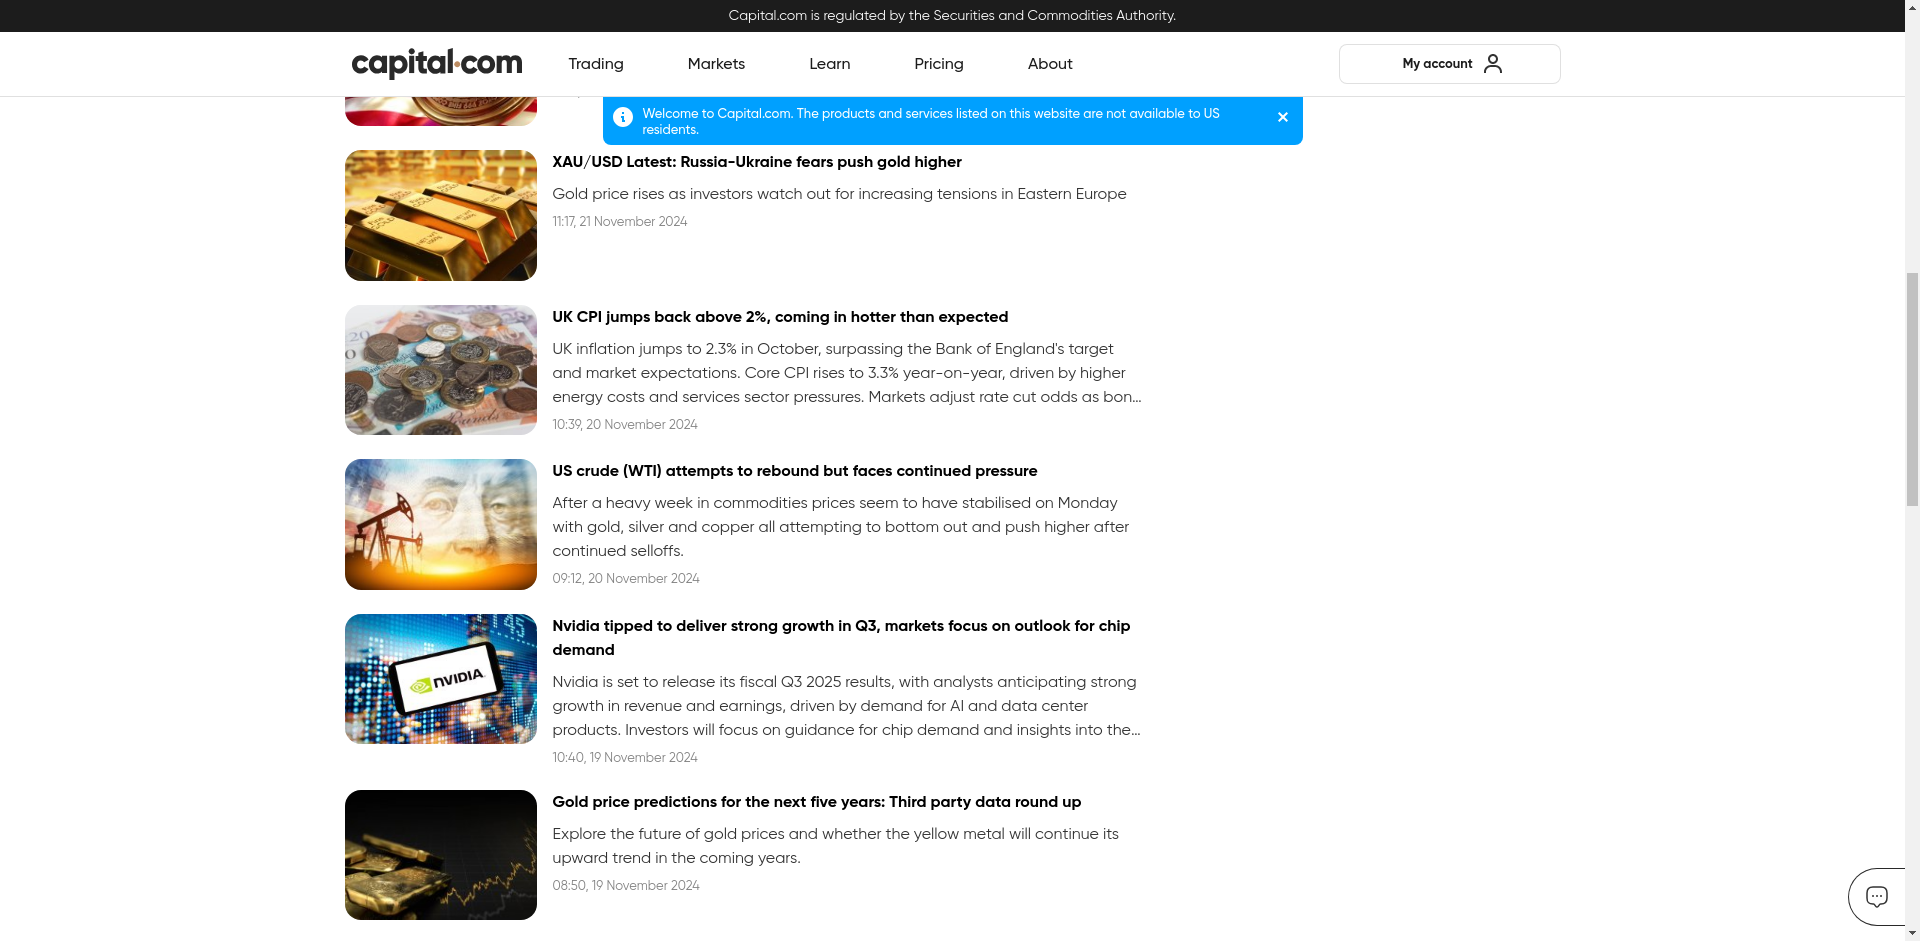 Capital.com is regulated by the Securities and Commodities Authority.
capital.com
Trading
Markets
Learn
Pricing
About
My account
Welcome to Capital.com. The products and services listed on this website are not available to US
residents.
XAU/USD Latest: Russia-Ukraine fears push gold higher
Gold price rises as investors watch out for increasing tensions in Eastern Europe
11:17, 21 November 2024
UK CPI jumps back above 2%, coming in hotter than expected
UK inflation jumps to 2.3% in October, surpassing the Bank of England's target
and market expectations. Core CPI rises to 3.3% year-on-year, driven by higher
energy costs and services sector pressures. Markets adjust rate cut odds as bon...
10:39, 20 November 2024
US crude (WTI) attempts to rebound but faces continued pressure
After a heavy week in commodities prices seem to have stabilised on Monday
with gold, silver and copper all attempting to bottom out and push higher after
continued selloffs.
09:12, 20 November 2024
NVIDIA
Nvidia tipped to deliver strong growth in Q3, markets focus on outlook for chip
demand
Nvidia is set to release its fiscal Q3 2025 results, with analysts anticipating strong
growth in revenue and earnings, driven by demand for AI and data center
products. Investors will focus on guidance for chip demand and insights into the...
10:40, 19 November 2024
Gold price predictions for the next five years: Third party data round up
Explore the future of gold prices and whether the yellow metal will continue its
upward trend in the coming years.
08:50, 19 November 2024